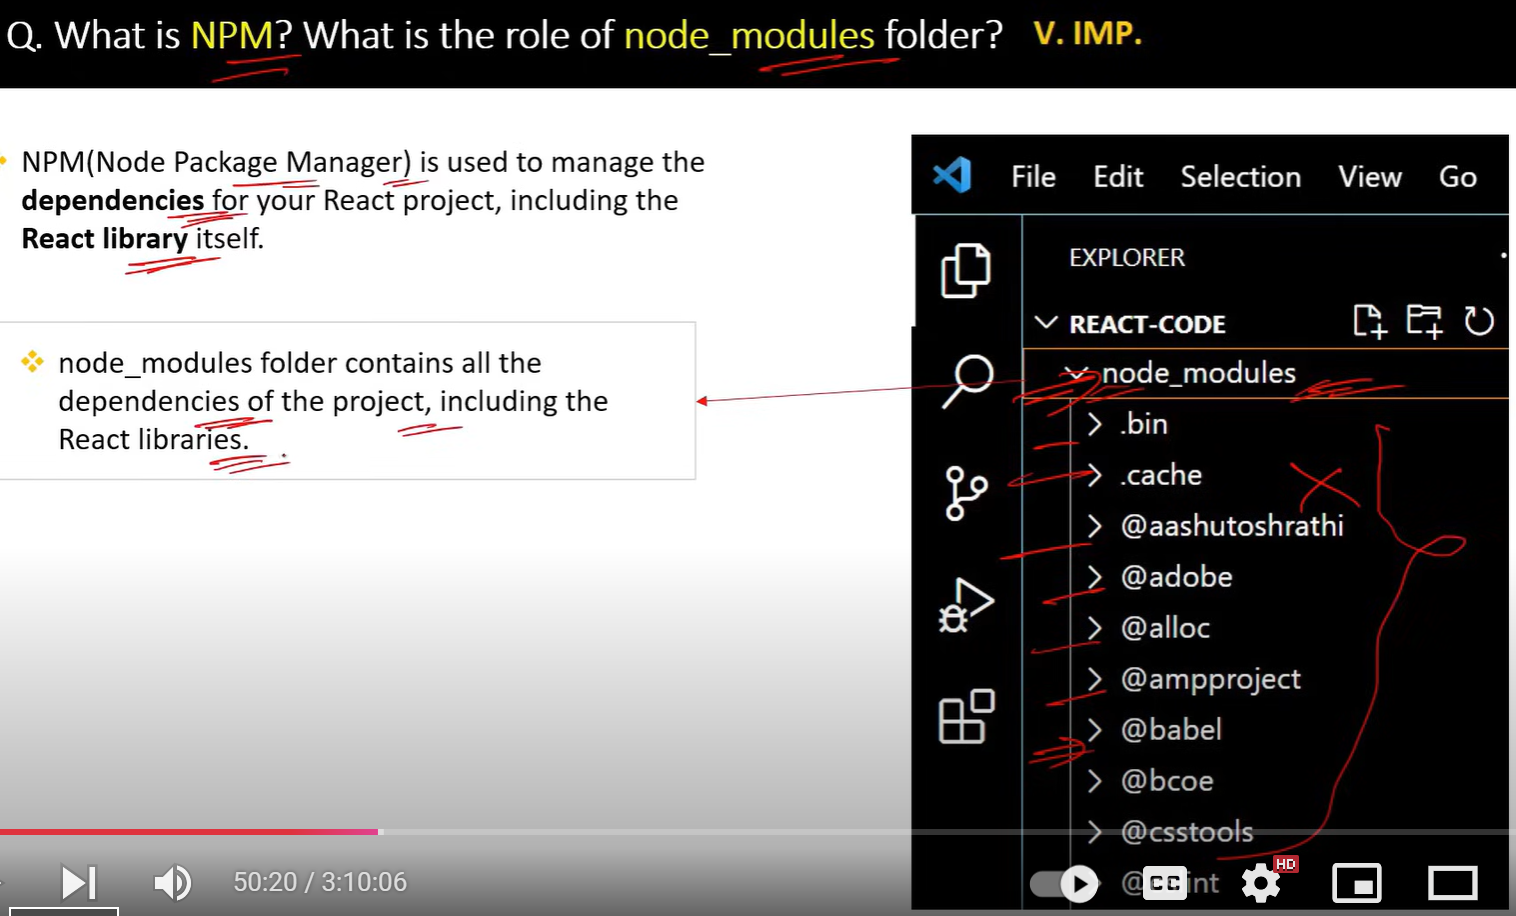 Q. What is NPM? What is the role of node_modules folder? V. IMP.
NPM(Node Package Manager) is used to manage the
dependencies for your React project, including the
React library itself.
node_modules folder contains all the
dependencies of the project, including the
React libraries.
File Edit Selection View Go
EXPLORER
REACT-CODE
node_modules
.bin
.cache
@aashutoshrathi
@adobe
@alloc
@ampproject
@babel
@bcoe
@csstools
50:20 / 3:10:06
CC
HD